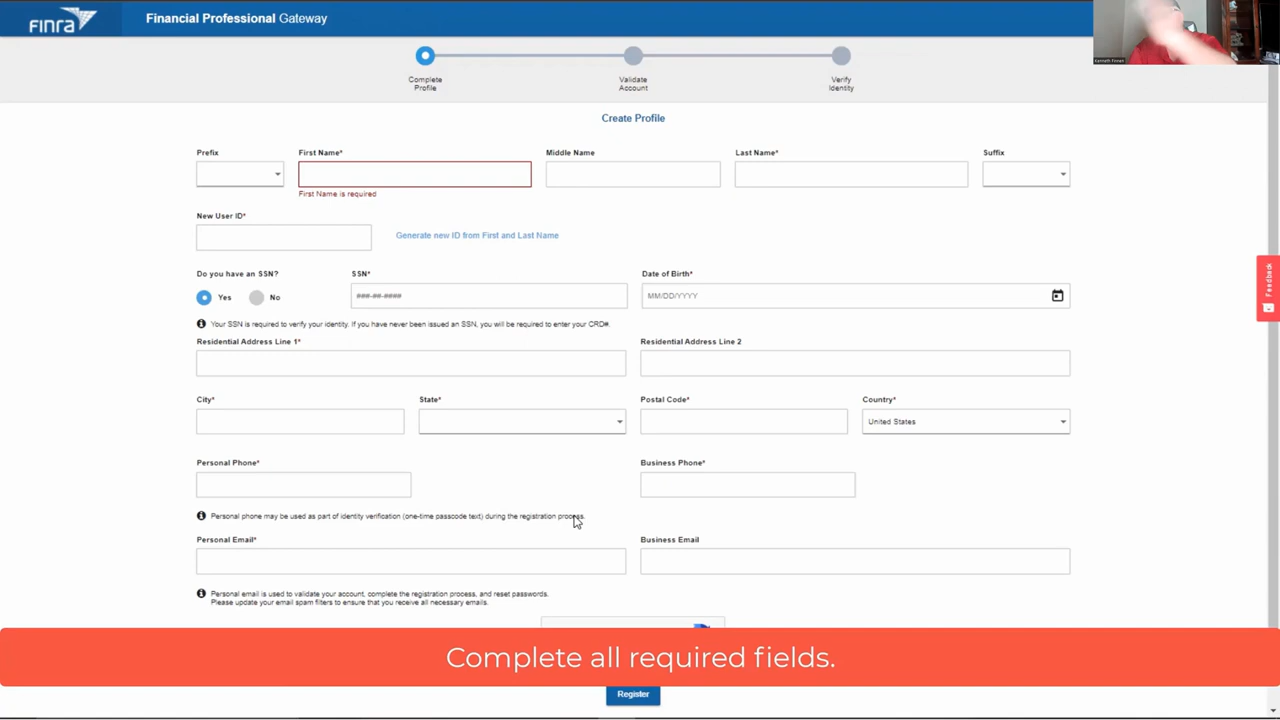 FINRA
Financial Professional Gateway
Complete
Profile
Validate
Account
Verify
Identity
Create Profile
Prefix
First Name*
Middle Name
Last Name*
Suffix
First Name is required
New User ID*
Generate new ID from First and Last Name
Do you have an SSN?
SSN*
Date of Birth*
Yes
No
###-##-####
MM/DD/YYYY
Your SSN is required to verify your identity. If you have never been issued an SSN, you will be required to enter your CRD#.
Residential Address Line 1*
Residential Address Line 2
City*
State*
Postal Code*
Country*
United States
Personal Phone*
Business Phone*
Personal phone may be used as part of identity verification (one-time passcode text) during the registration process.
Personal Email*
Business Email
Personal email is used to validate your account, complete the registration process, and reset passwords.
Please update your email spam filters to ensure that you receive all necessary emails.
Complete all required fields.
Register
Feedback